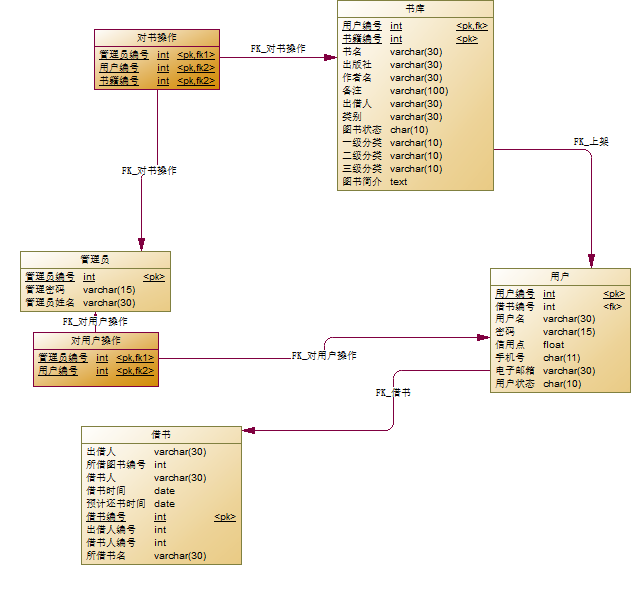 书库
用户编号 int <pk,fk>
书籍编号 int <pk>
书名 varchar(30)
出版社 varchar(30)
作者名 varchar(30)
备注 varchar(100)
出借人 varchar(30)
类别 varchar(30)
图书状态 char(10)
一级分类 varchar(10)
二级分类 varchar(10)
三级分类 varchar(10)
图书简介 text
对书操作
管理员编号 int <pk,fk1>
用户编号 int <pk,fk2>
书籍编号 int <pk,fk2>
FK_对书操作
FK_上架
FK_对书操作
管理员
管理员编号 int <pk>
管理密码 varchar(15)
管理员姓名 varchar(30)
用户
用户编号 int <pk>
借书编号 int <fk>
用户名 varchar(30)
密码 varchar(15)
信用点 float
手机号 char(11)
电子邮箱 varchar(30)
用户状态 char(10)
FK_对用户操作
对用户操作
管理员编号 int <pk,fk1>
用户编号 int <pk,fk2>
FK_对用户操作
FK_借书
借书
出借人 varchar(30)
所借图书编号 int
借书人 varchar(30)
借书时间 date
预计还书时间 date
借书编号 int <pk>
出借人编号 int
借书人编号 int
所借书名 varchar(30)